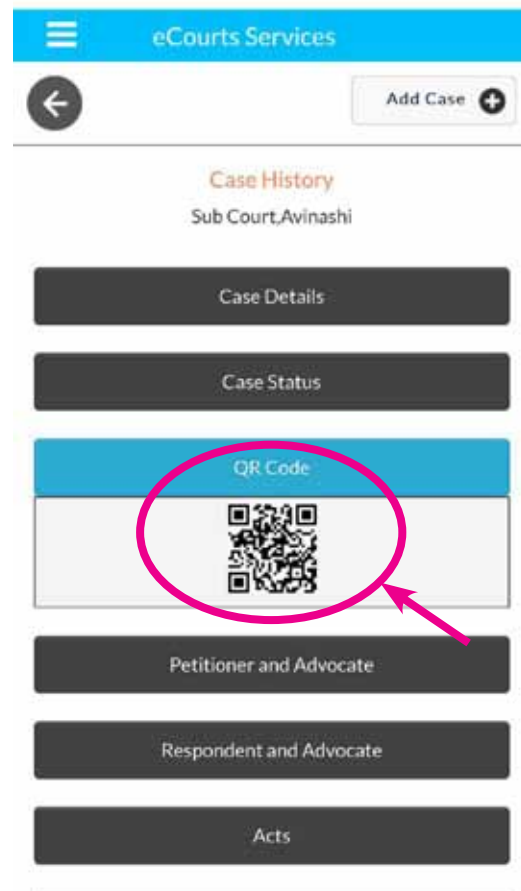 eCourts Services
Add Case
Case History
Sub Court,Avinashi
Case Details
Case Status
QR Code
Petitioner and Advocate
Respondent and Advocate
Acts